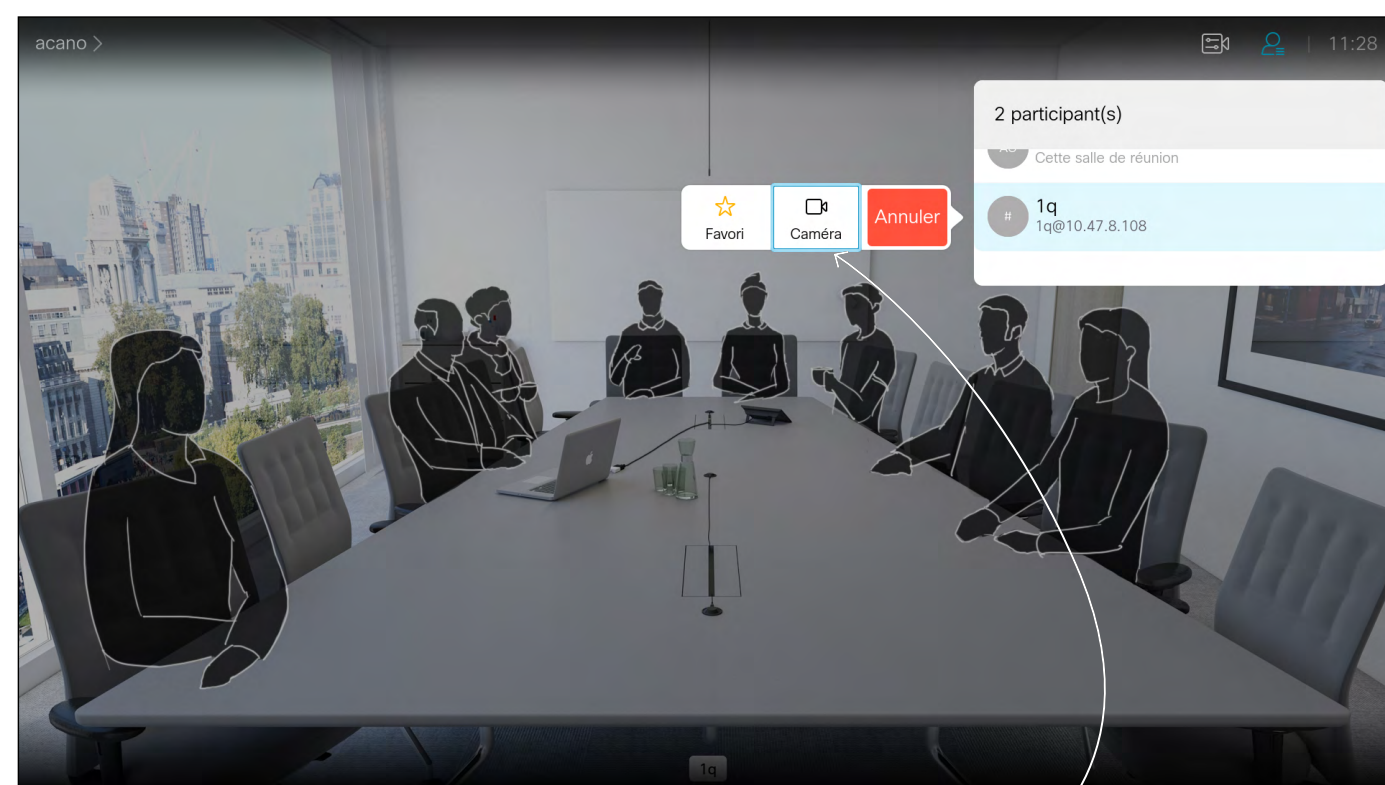 acano
11:28
2 participant(s)
Cette salle de réunion
1q
1q@10.47.8.108
#
Favori
Caméra
Annuler
1q